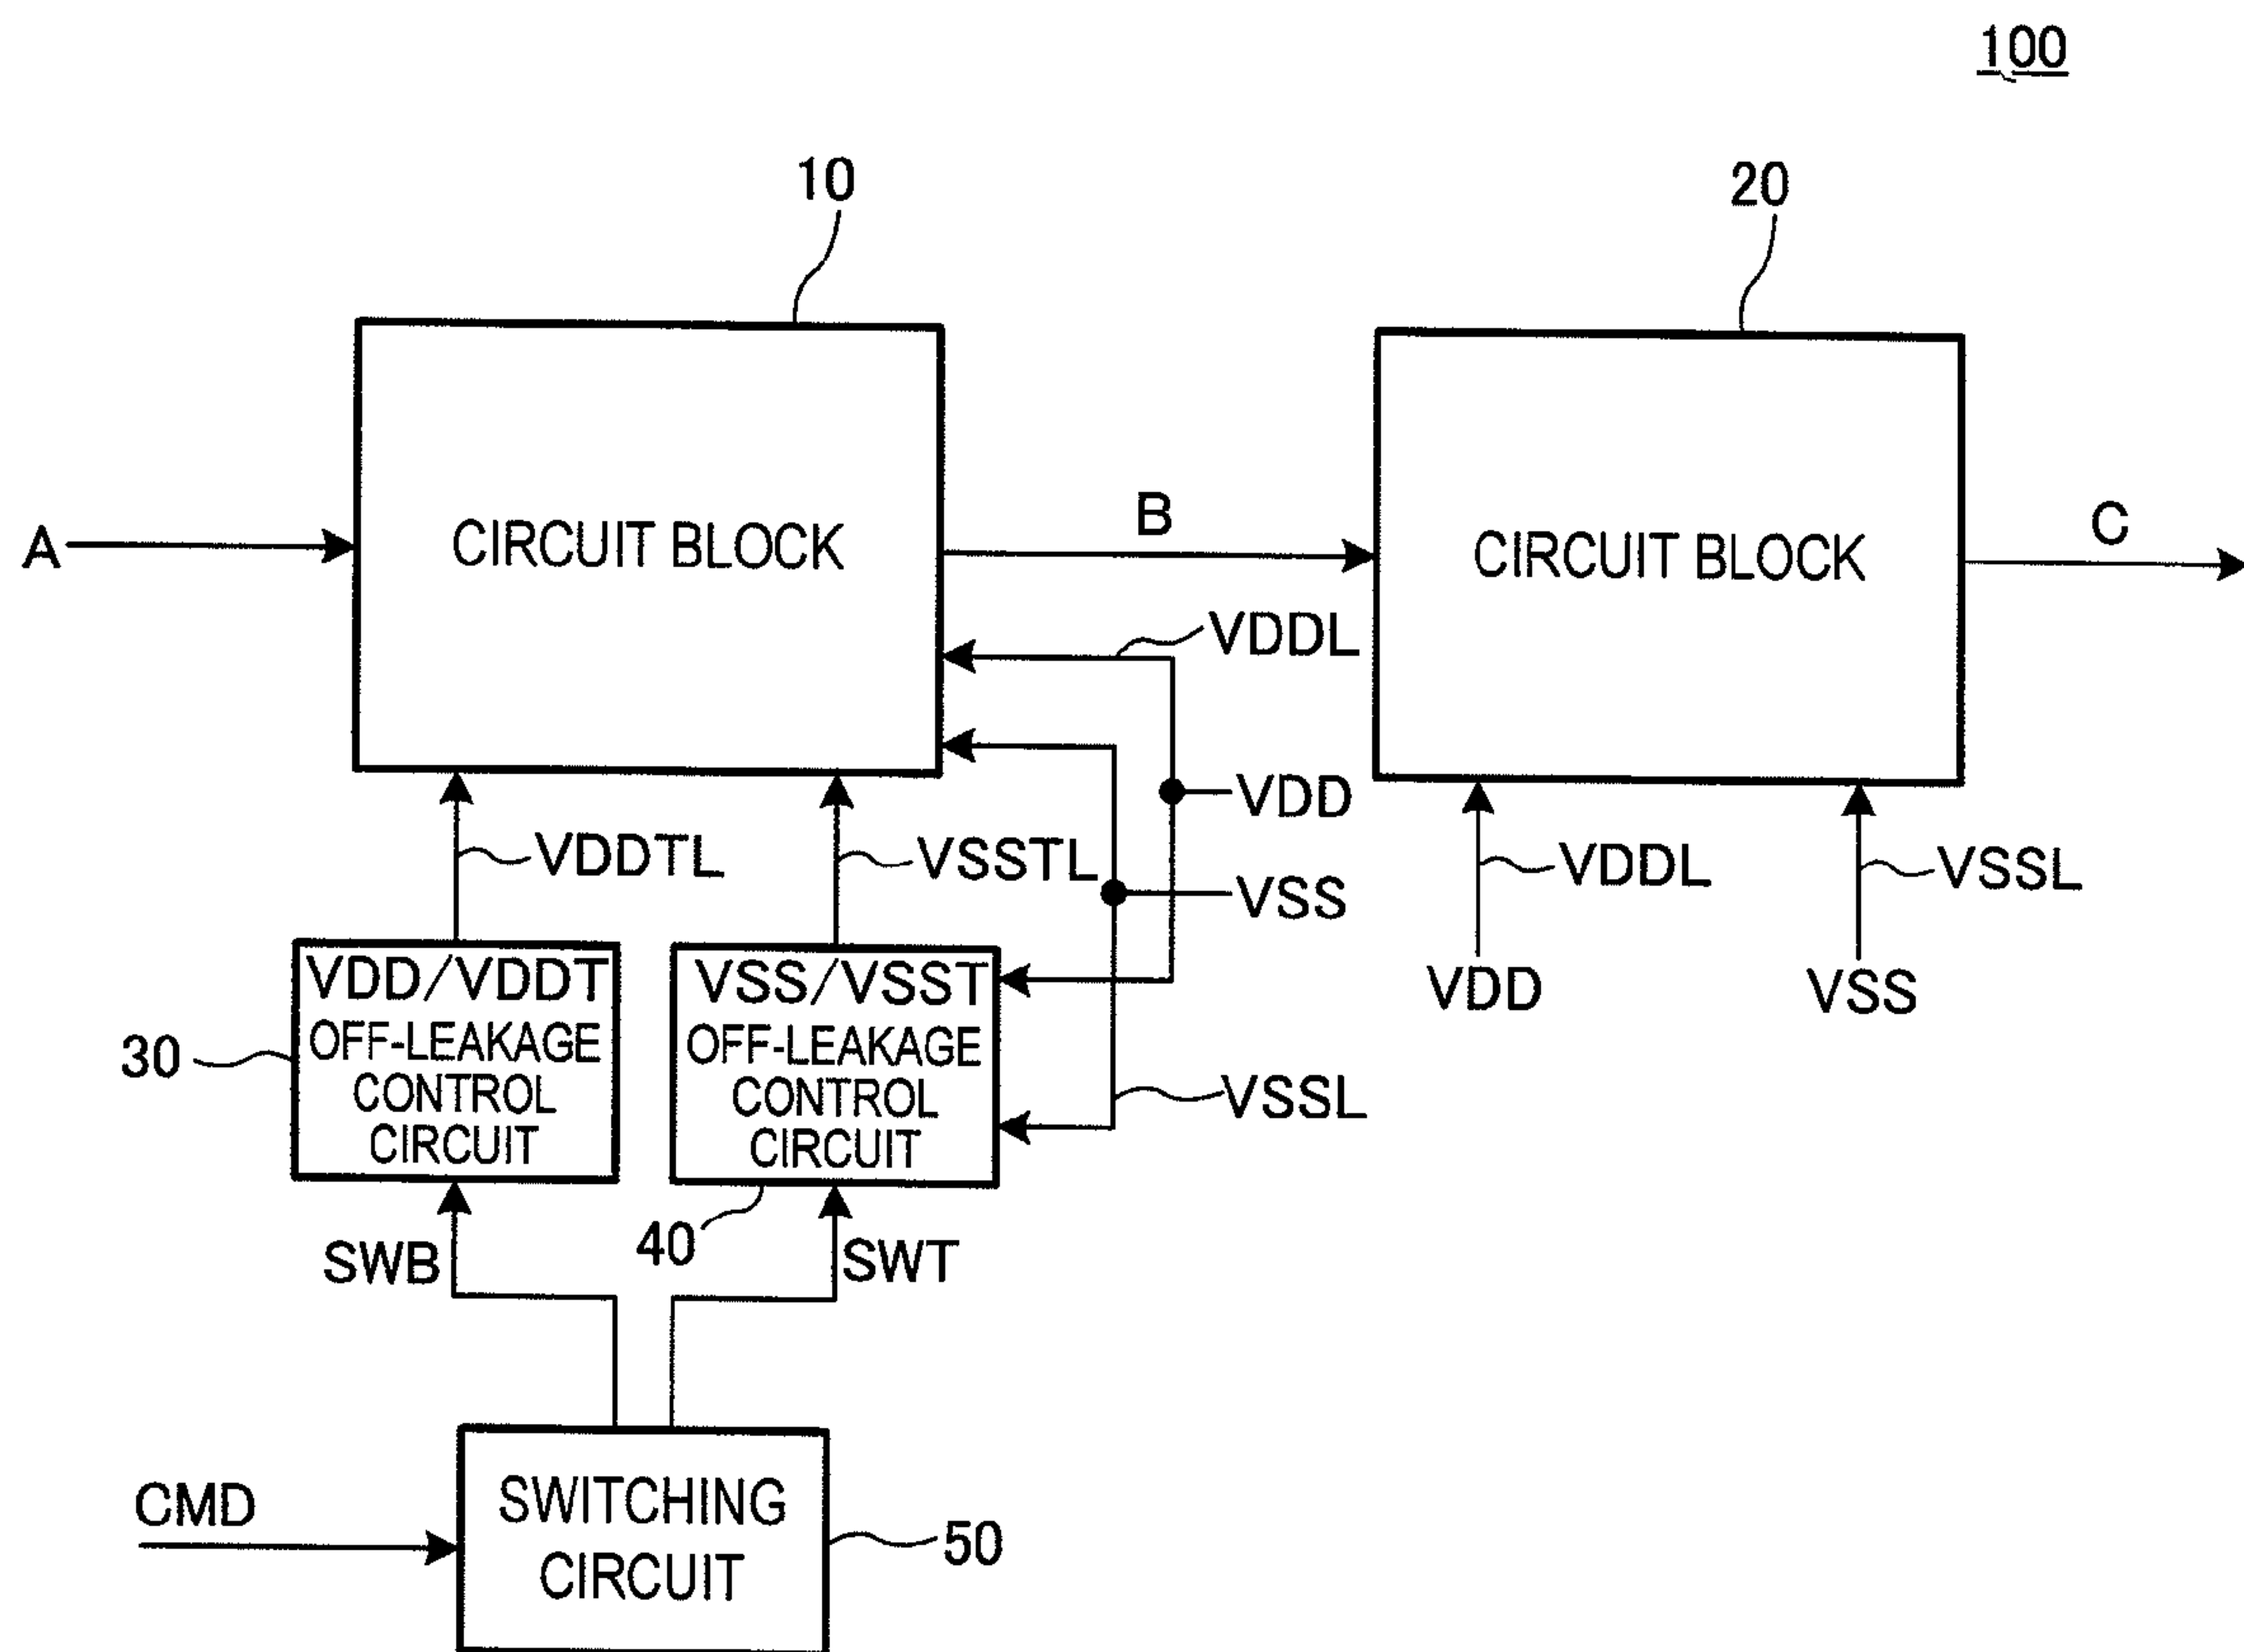 100
10
20
A
CIRCUIT BLOCK
B
CIRCUIT BLOCK
C
VDDL
VDD
VDDTL
VSSTL
VSS
VDDL
VSSL
VDD
VSS
30
VDD/VDDT
OFF-LEAKAGE
CONTROL
CIRCUIT
VSS/VSST
OFF-LEAKAGE
CONTROL
CIRCUIT
VSSL
SWB
40
SWT
CMD
SWITCHING
CIRCUIT
50